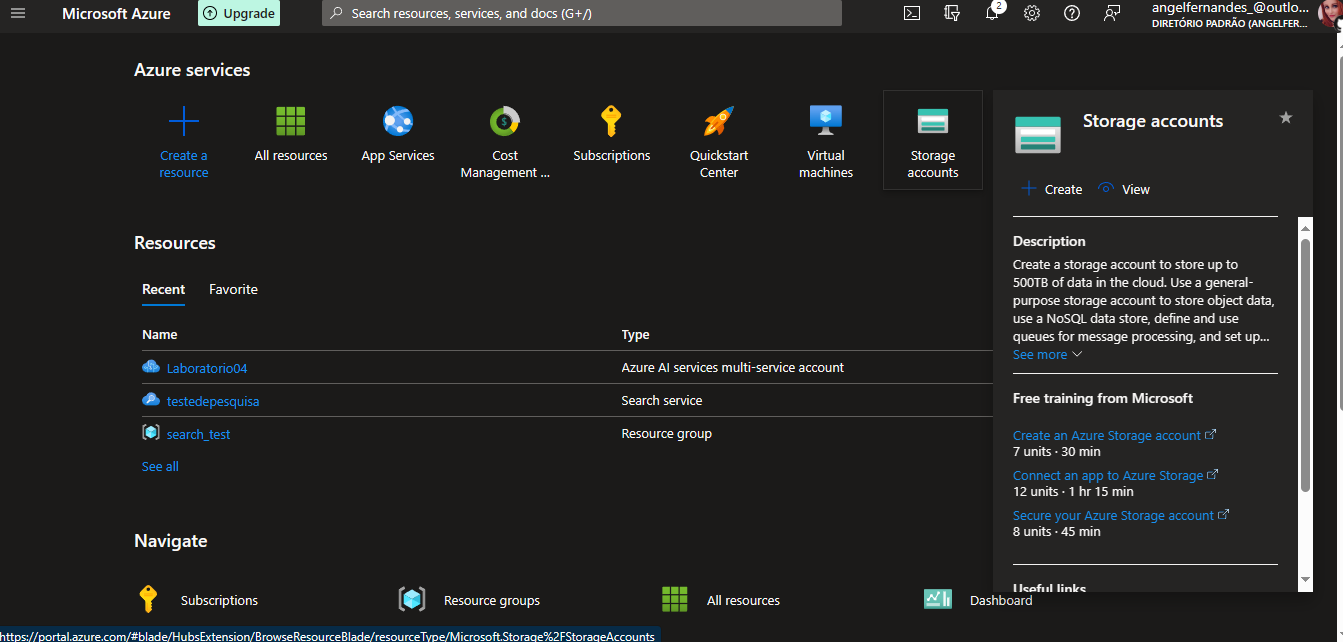 Microsoft Azure
Upgrade
Search resources, services, and docs (G+/)
2
angelfernandes_@outlo...
DIRETÓRIO PADRÃO (ANGELFER...
Azure services
Create a
resource
All resources
App Services
Cost
Management ...
Subscriptions
Quickstart
Center
Virtual
machines
Storage
accounts
Storage accounts
Create
View
Description
Create a storage account to store up to
500TB of data in the cloud. Use a general-
purpose storage account to store object data,
use a NoSQL data store, define and use
queues for message processing, and set up...
See more
Free training from Microsoft
Create an Azure Storage account
7 units · 30 min
Connect an app to Azure Storage
12 units · 1 hr 15 min
Secure your Azure Storage account
8 units · 45 min
Useful links
Resources
Recent
Favorite
Name
Type
Laboratorio04
Azure AI services multi-service account
testedepesquisa
Search service
search_test
Resource group
See all
Navigate
Subscriptions
Resource groups
All resources
Dashboard
https://portal.azure.com/#blade/HubsExtension/BrowseResourceBlade/resourceType/Microsoft.Storage%2FStorageAccounts